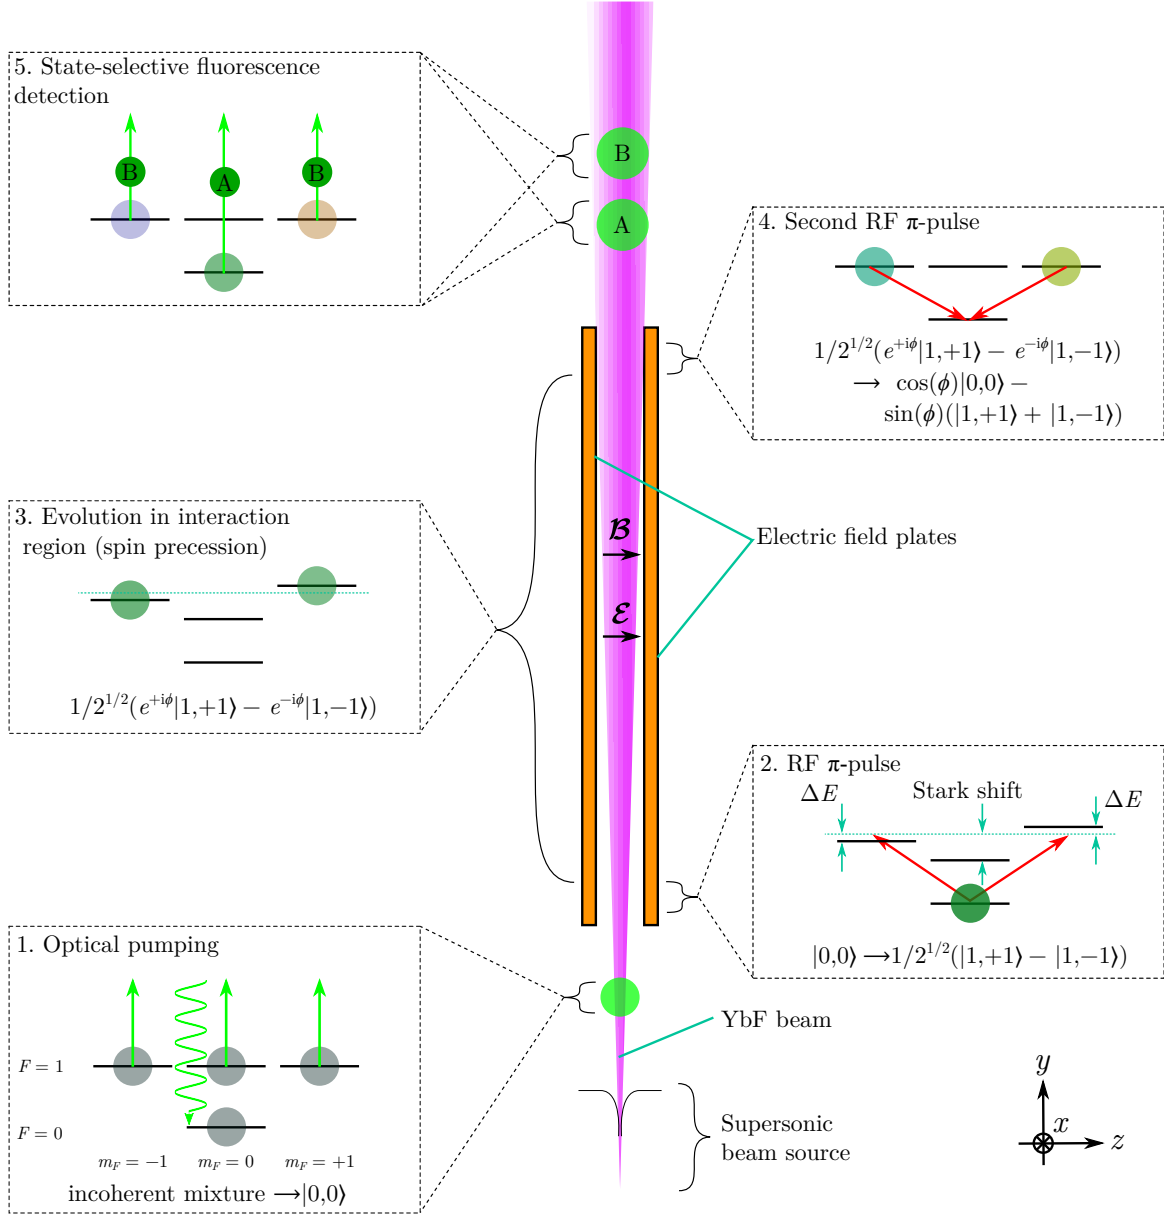 5. State-selective fluorescence
detection
B
A
B
B
A
4. Second RF π-pulse
1/2^{1/2}(e^{+iϕ}|1,+1⟩ − e^{−iϕ}|1,−1⟩)
→ cos(ϕ)|0,0⟩ −
sin(ϕ)(|1,+1⟩ + |1,−1⟩)
3. Evolution in interaction
region (spin precession)
1/2^{1/2}(e^{+iϕ}|1,+1⟩ − e^{−iϕ}|1,−1⟩)
ℬ
ℰ
Electric field plates
2. RF π-pulse
ΔE
Stark shift
ΔE
|0,0⟩ →1/2^{1/2}(|1,+1⟩ − |1,−1⟩)
1. Optical pumping
F = 1
F = 0
m_F = −1
m_F = 0
m_F = +1
incoherent mixture →|0,0⟩
YbF beam
Supersonic
beam source
y
x
z